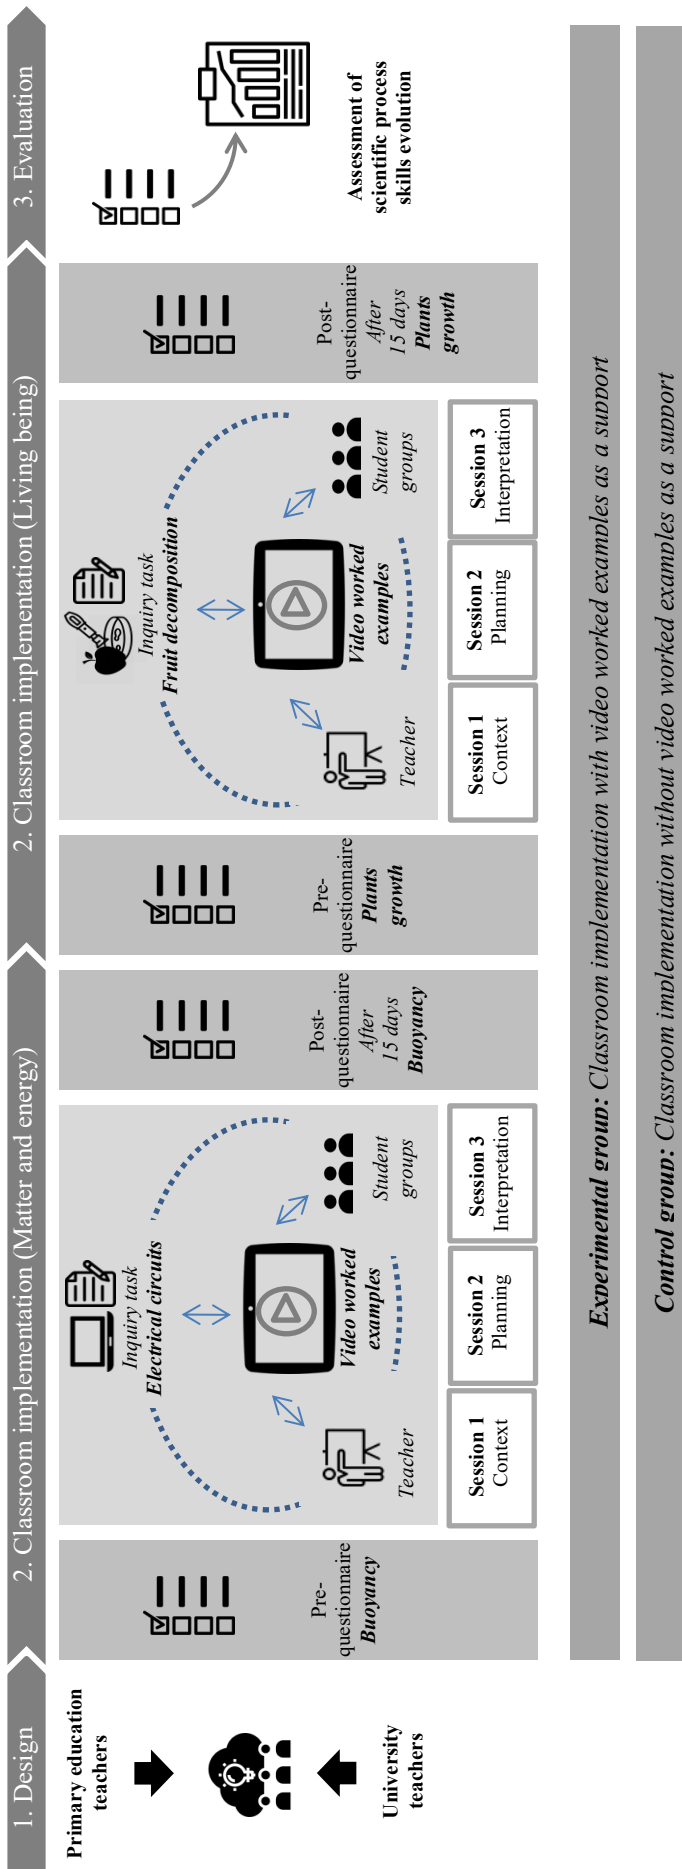 1. Design
Primary education
teachers
University
teachers
2. Classroom implementation (Matter and energy)
Pre-
questionnaire
Buoyancy
Inquiry task
Electrical circuits
Teacher
Video worked
examples
Student
groups
Session 1
Context
Session 2
Planning
Session 3
Interpretation
Post-
questionnaire
After
15 days
Buoyancy
2. Classroom implementation (Living being)
Pre-
questionnaire
Plants
growth
Inquiry task
Fruit decomposition
Teacher
Video worked
examples
Student
groups
Session 1
Context
Session 2
Planning
Session 3
Interpretation
Post-
questionnaire
After
15 days
Plants
growth
3. Evaluation
Assessment of
scientific process
skills evolution
Experimental group: Classroom implementation with video worked examples as a support
Control group: Classroom implementation without video worked examples as a support